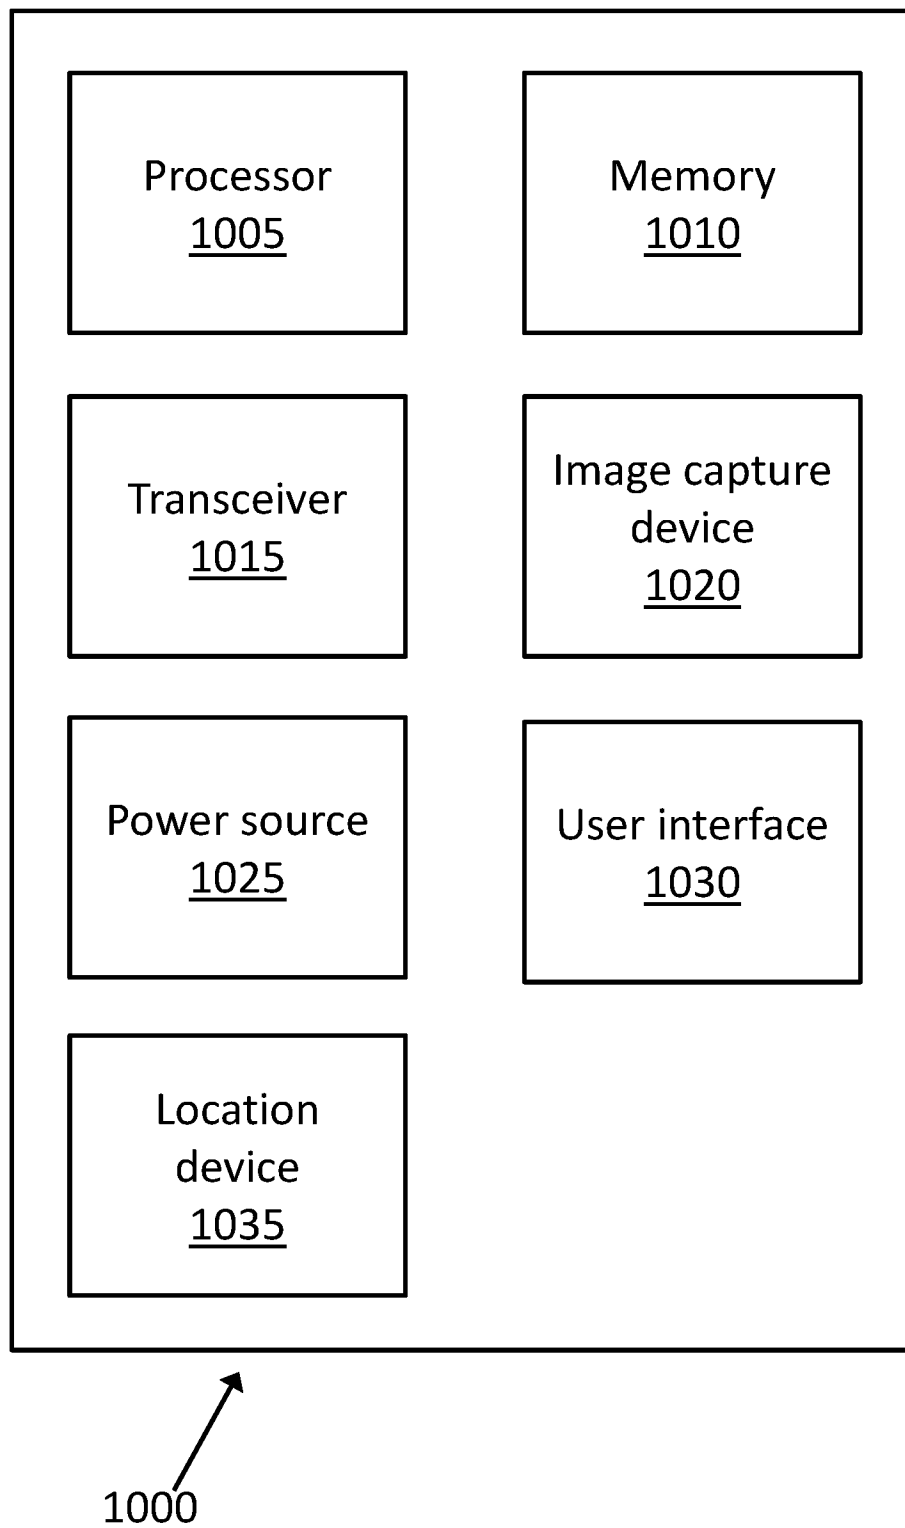 Processor
1005
Memory
1010
Transceiver
1015
Image capture
device
1020
Power source
1025
User interface
1030
Location
device
1035
1000